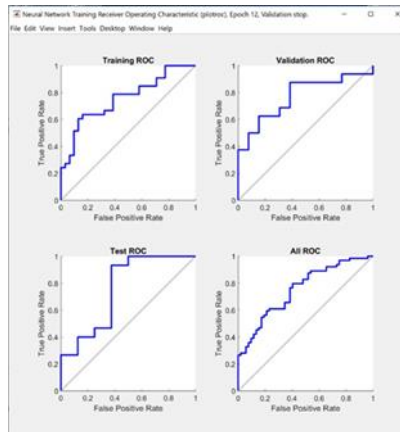 Neural Network Training Receiver Operating Characteristic (plotroc), Epoch 12, Validation stop.
File Edit View Insert Tools Desktop Window Help
Training ROC
True Positive Rate
1
0.8
0.6
0.4
0.2
0
0 0.2 0.4 0.6 0.8 1
False Positive Rate
Validation ROC
True Positive Rate
1
0.8
0.6
0.4
0.2
0
0 0.2 0.4 0.6 0.8 1
False Positive Rate
Test ROC
True Positive Rate
1
0.8
0.6
0.4
0.2
0
0 0.2 0.4 0.6 0.8 1
False Positive Rate
All ROC
True Positive Rate
1
0.8
0.6
0.4
0.2
0
0 0.2 0.4 0.6 0.8 1
False Positive Rate